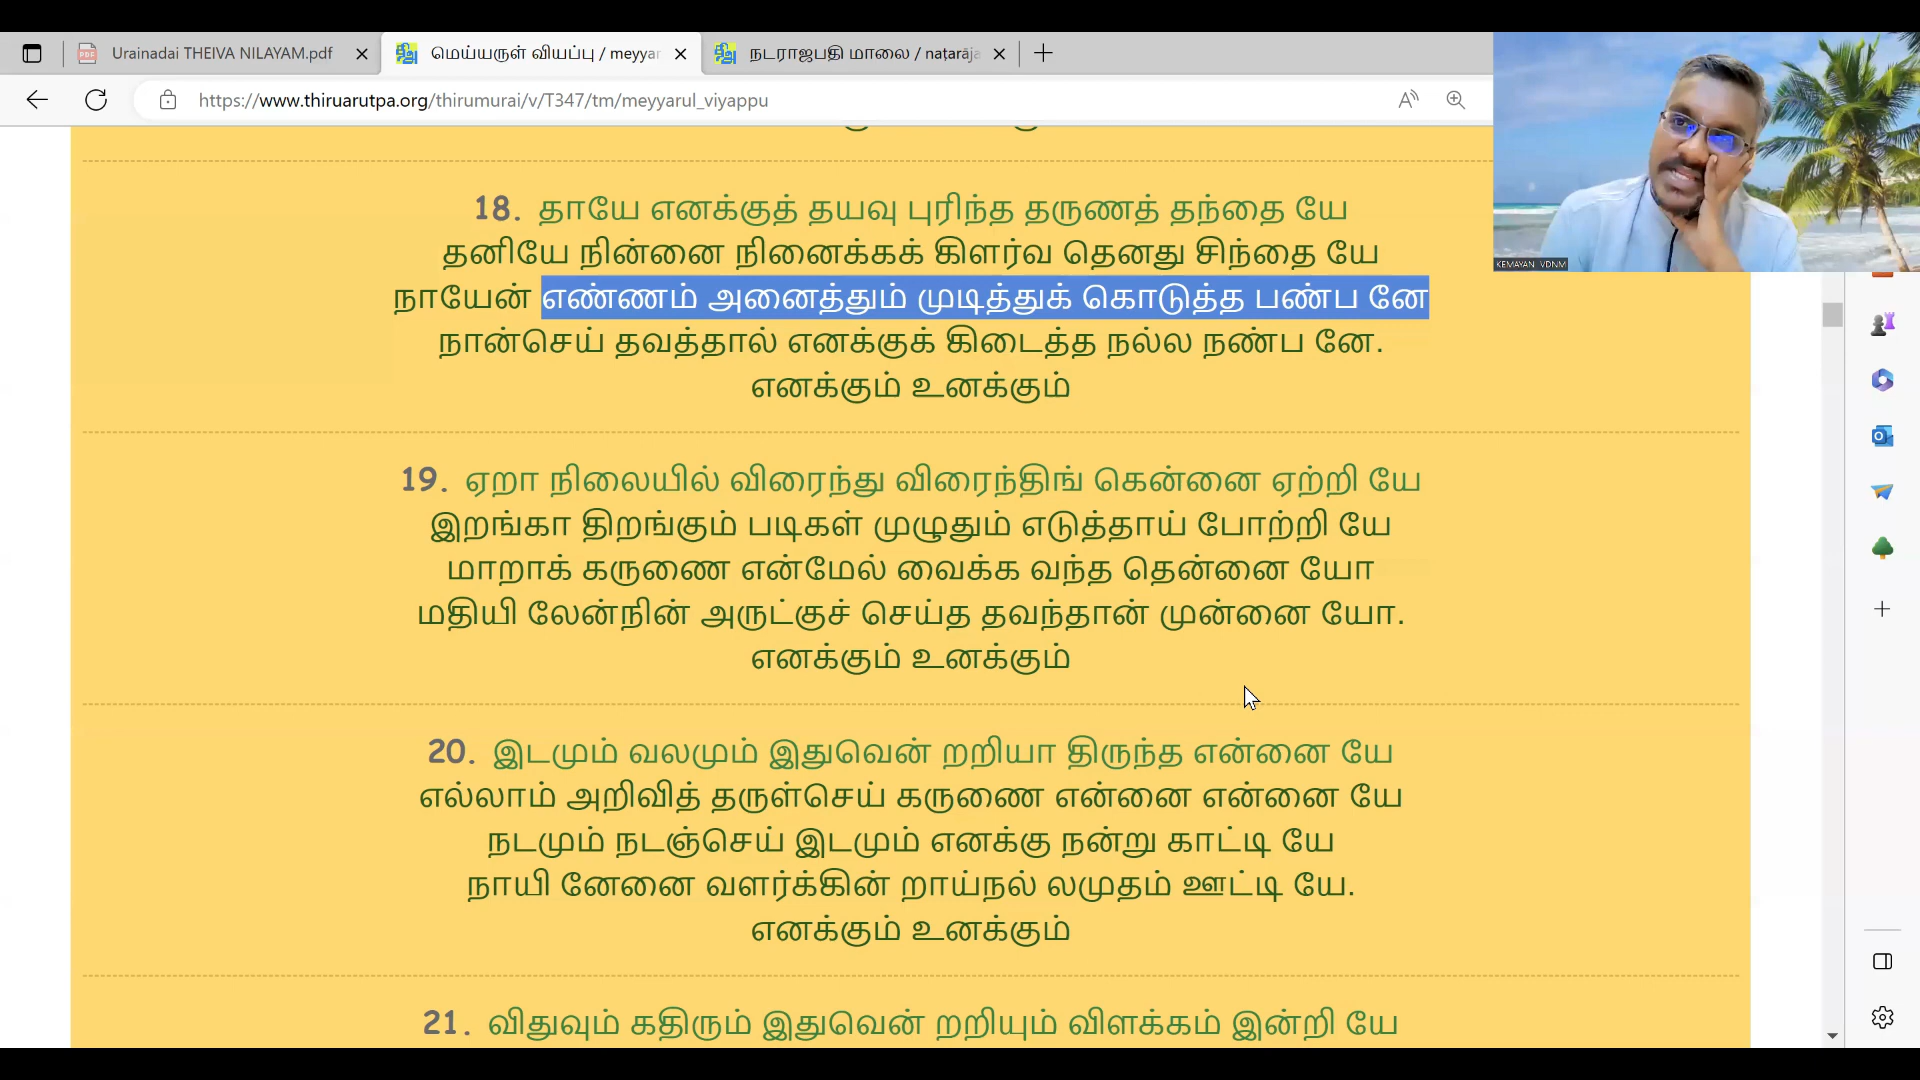 Urainadai THEIVA NILAYAM.pdf
மெய்யருள் வியப்பு / meyyar
நடராஜபதி மாலை / naṭarāja
https://www.thiruarutpa.org/thirumurai/v/T347/tm/meyyarul_viyappu
KEMAYAN VDNM
18. தாயே எனக்குத் தயவு புரிந்த தருணத் தந்தை யே
தனியே நின்னை நினைக்கக் கிளர்வ தெனது சிந்தை யே
நாயேன் எண்ணம் அனைத்தும் முடித்துக் கொடுத்த பண்ப னே
நான்செய் தவத்தால் எனக்குக் கிடைத்த நல்ல நண்ப னே.
எனக்கும் உனக்கும்
19. ஏறா நிலையில் விரைந்து விரைந்திங் கென்னை ஏற்றி யே
இறங்கா திறங்கும் படிகள் முழுதும் எடுத்தாய் போற்றி யே
மாறாக் கருணை என்மேல் வைக்க வந்த தென்னை யோ
மதியி லேன்நின் அருட்குச் செய்த தவந்தான் முன்னை யோ.
எனக்கும் உனக்கும்
20. இடமும் வலமும் இதுவென் றறியா திருந்த என்னை யே
எல்லாம் அறிவித் தருள்செய் கருணை என்னை என்னை யே
நடமும் நடஞ்செய் இடமும் எனக்கு நன்று காட்டி யே
நாயி னேனை வளர்க்கின் றாய்நல் லமுதம் ஊட்டி யே.
எனக்கும் உனக்கும்
21. விதுவும் கதிரும் இதுவென் றறியும் விளக்கம் இன்றி யே